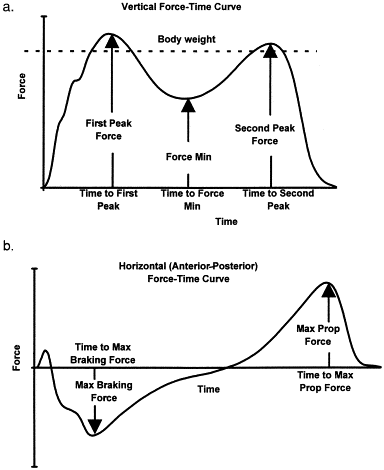 a.
Vertical Force-Time Curve
Body weight
Force
First Peak
Force
Force Min
Second Peak
Force
Time to First
Peak
Time to Force
Min
Time to Second
Peak
Time
b.
Horizontal (Anterior-Posterior)
Force-Time Curve
Force
Time to Max
Braking Force
Max Braking
Force
Time
Max Prop
Force
Time to Max
Prop Force